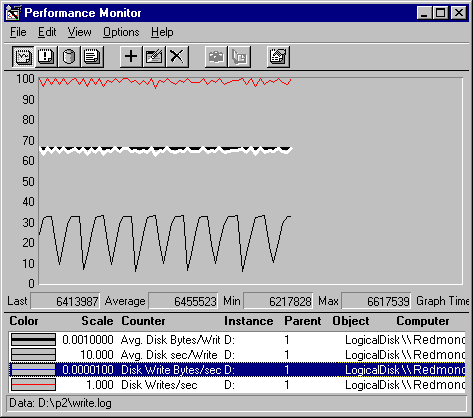 Performance Monitor
File Edit View Options Help
100
90
80
70
60
50
40
30
20
10
0
Last 6413987 Average 6455523 Min 6217828 Max 6617539 Graph Time
Color Scale Counter Instance Parent Object Computer
0.0010000 Avg. Disk Bytes/Writ D: 1 LogicalDisk \\Redmond
10.000 Avg. Disk sec/Write D: 1 LogicalDisk \\Redmond
0.0000100 Disk Write Bytes/sec D: 1 LogicalDisk \\Redmond
1.000 Disk Writes/sec D: 1 LogicalDisk \\Redmond
Data: D:\p2\write.log